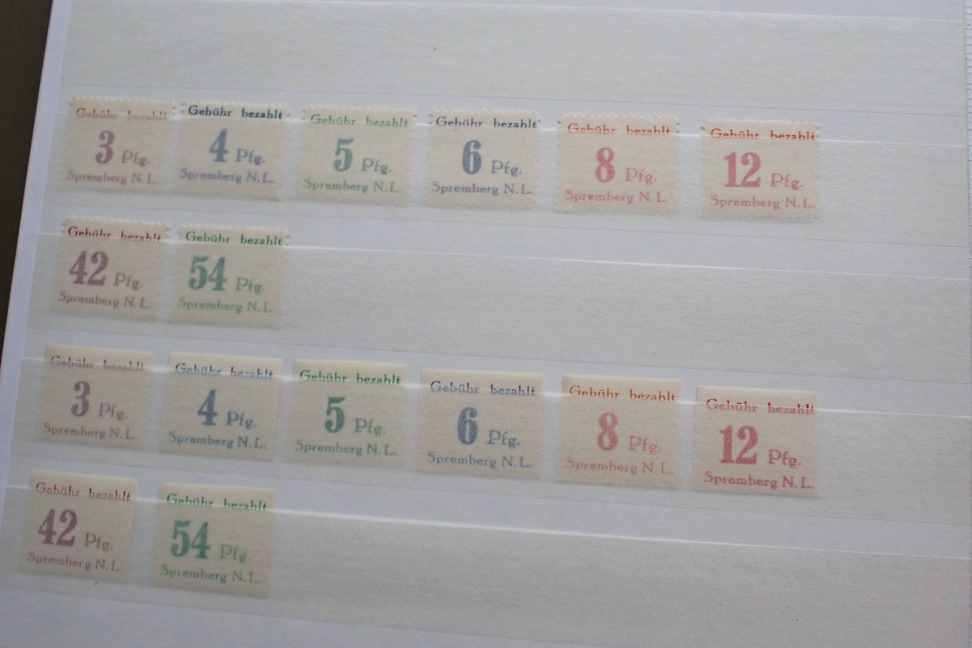 Gebühr bezahlt
3 Pfg.
Spremberg N. L.
Gebühr bezahlt
4 Pfg.
Spremberg N. L.
Gebühr bezahlt
5 Pfg.
Spremberg N. L.
Gebühr bezahlt
6 Pfg.
Spremberg N. L.
Gebühr bezahlt
8 Pfg.
Spremberg N. L.
Gebühr bezahlt
12 Pfg.
Spremberg N. L.
Gebühr bezahlt
42 Pfg.
Spremberg N. L.
Gebühr bezahlt
54 Pfg.
Spremberg N. L.
Gebühr bezahlt
3 Pfg.
Spremberg N. L.
Gebühr bezahlt
4 Pfg.
Spremberg N. L.
Gebühr bezahlt
5 Pfg.
Spremberg N. L.
Gebühr bezahlt
6 Pfg.
Spremberg N. L.
Gebühr bezahlt
8 Pfg.
Spremberg N. L.
Gebühr bezahlt
12 Pfg.
Spremberg N. L.
Gebühr bezahlt
42 Pfg.
Spremberg N. L.
Gebühr bezahlt
54 Pfg.
Spremberg N. L.